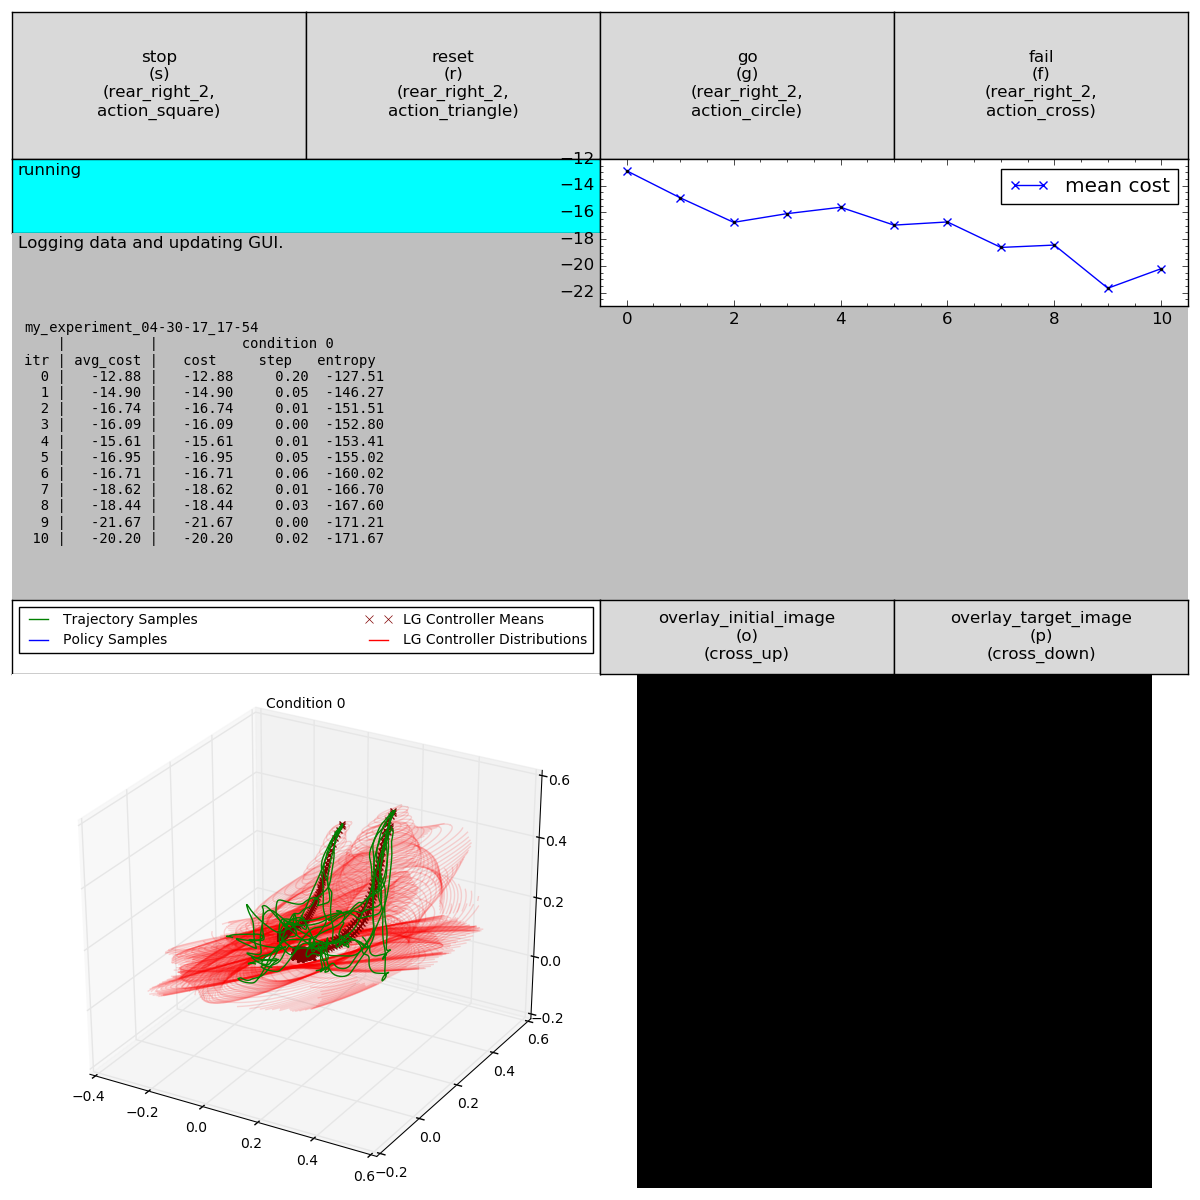 stop
(s)
(rear_right_2,
action_square)
reset
(r)
(rear_right_2,
action_triangle)
go
(g)
(rear_right_2,
action_circle)
fail
(f)
(rear_right_2,
action_cross)
running
Logging data and updating GUI.
−12
−14
−16
−18
−20
−22
0 2 4 6 8 10
mean cost
my_experiment_04-30-17_17-54
| | condition 0
itr | avg_cost | cost step entropy
0 | -12.88 | -12.88 0.20 -127.51
1 | -14.90 | -14.90 0.05 -146.27
2 | -16.74 | -16.74 0.01 -151.51
3 | -16.09 | -16.09 0.00 -152.80
4 | -15.61 | -15.61 0.01 -153.41
5 | -16.95 | -16.95 0.05 -155.02
6 | -16.71 | -16.71 0.06 -160.02
7 | -18.62 | -18.62 0.01 -166.70
8 | -18.44 | -18.44 0.03 -167.60
9 | -21.67 | -21.67 0.00 -171.21
10 | -20.20 | -20.20 0.02 -171.67
Trajectory Samples
Policy Samples
LG Controller Means
LG Controller Distributions
overlay_initial_image
(o)
(cross_up)
overlay_target_image
(p)
(cross_down)
Condition 0
0.6
0.4
0.2
0.0
−0.2
0.6
0.4
0.2
0.0
−0.2
−0.4
−0.2
0.0
0.2
0.4
0.6